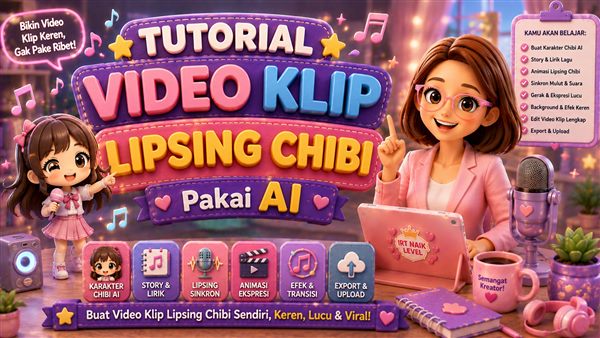 Bikin Video
Klip Keren,
Gak Pake Ribet!
TUTORIAL
VIDEO KLIP
LIPSING CHIBI
Pakai AI
KAMU AKAN BELAJAR:
Buat Karakter Chibi AI
Story & Lirik Lagu
Animasi Lipsing Chibi
Sinkron Mulut & Suara
Gerak & Ekspresi Lucu
Background & Efek Keren
Edit Video Klip Lengkap
Export & Upload
IRT NAIK
LEVEL
Semangat
Kreator!
KARAKTER
CHIBI AI
STORY &
LIRIK
LIPSING
SINKRON
ANIMASI
EKSPRESI
EFEK &
TRANSISI
EXPORT &
UPLOAD
Buat Video Klip Lipsing Chibi Sendiri, Keren, Lucu & Viral!